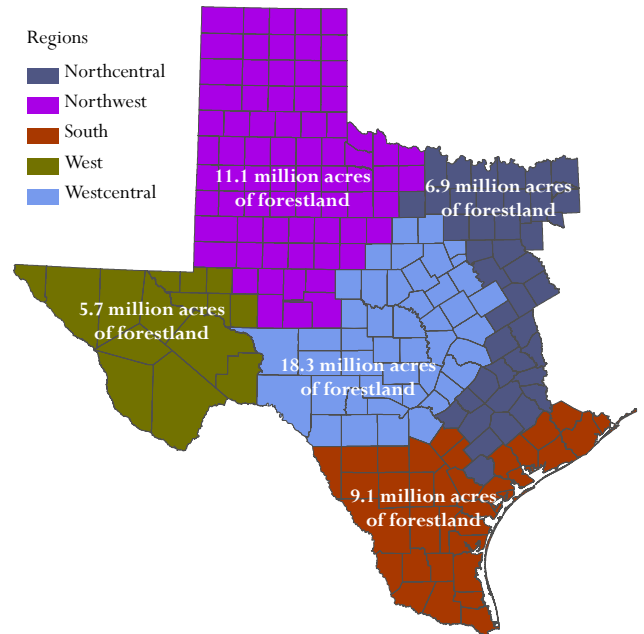 Regions
Northcentral
Northwest
South
West
Westcentral
11.1 million acres
of forestland
6.9 million acres
of forestland
5.7 million acres
of forestland
18.3 million acres
of forestland
9.1 million acres
of forestland